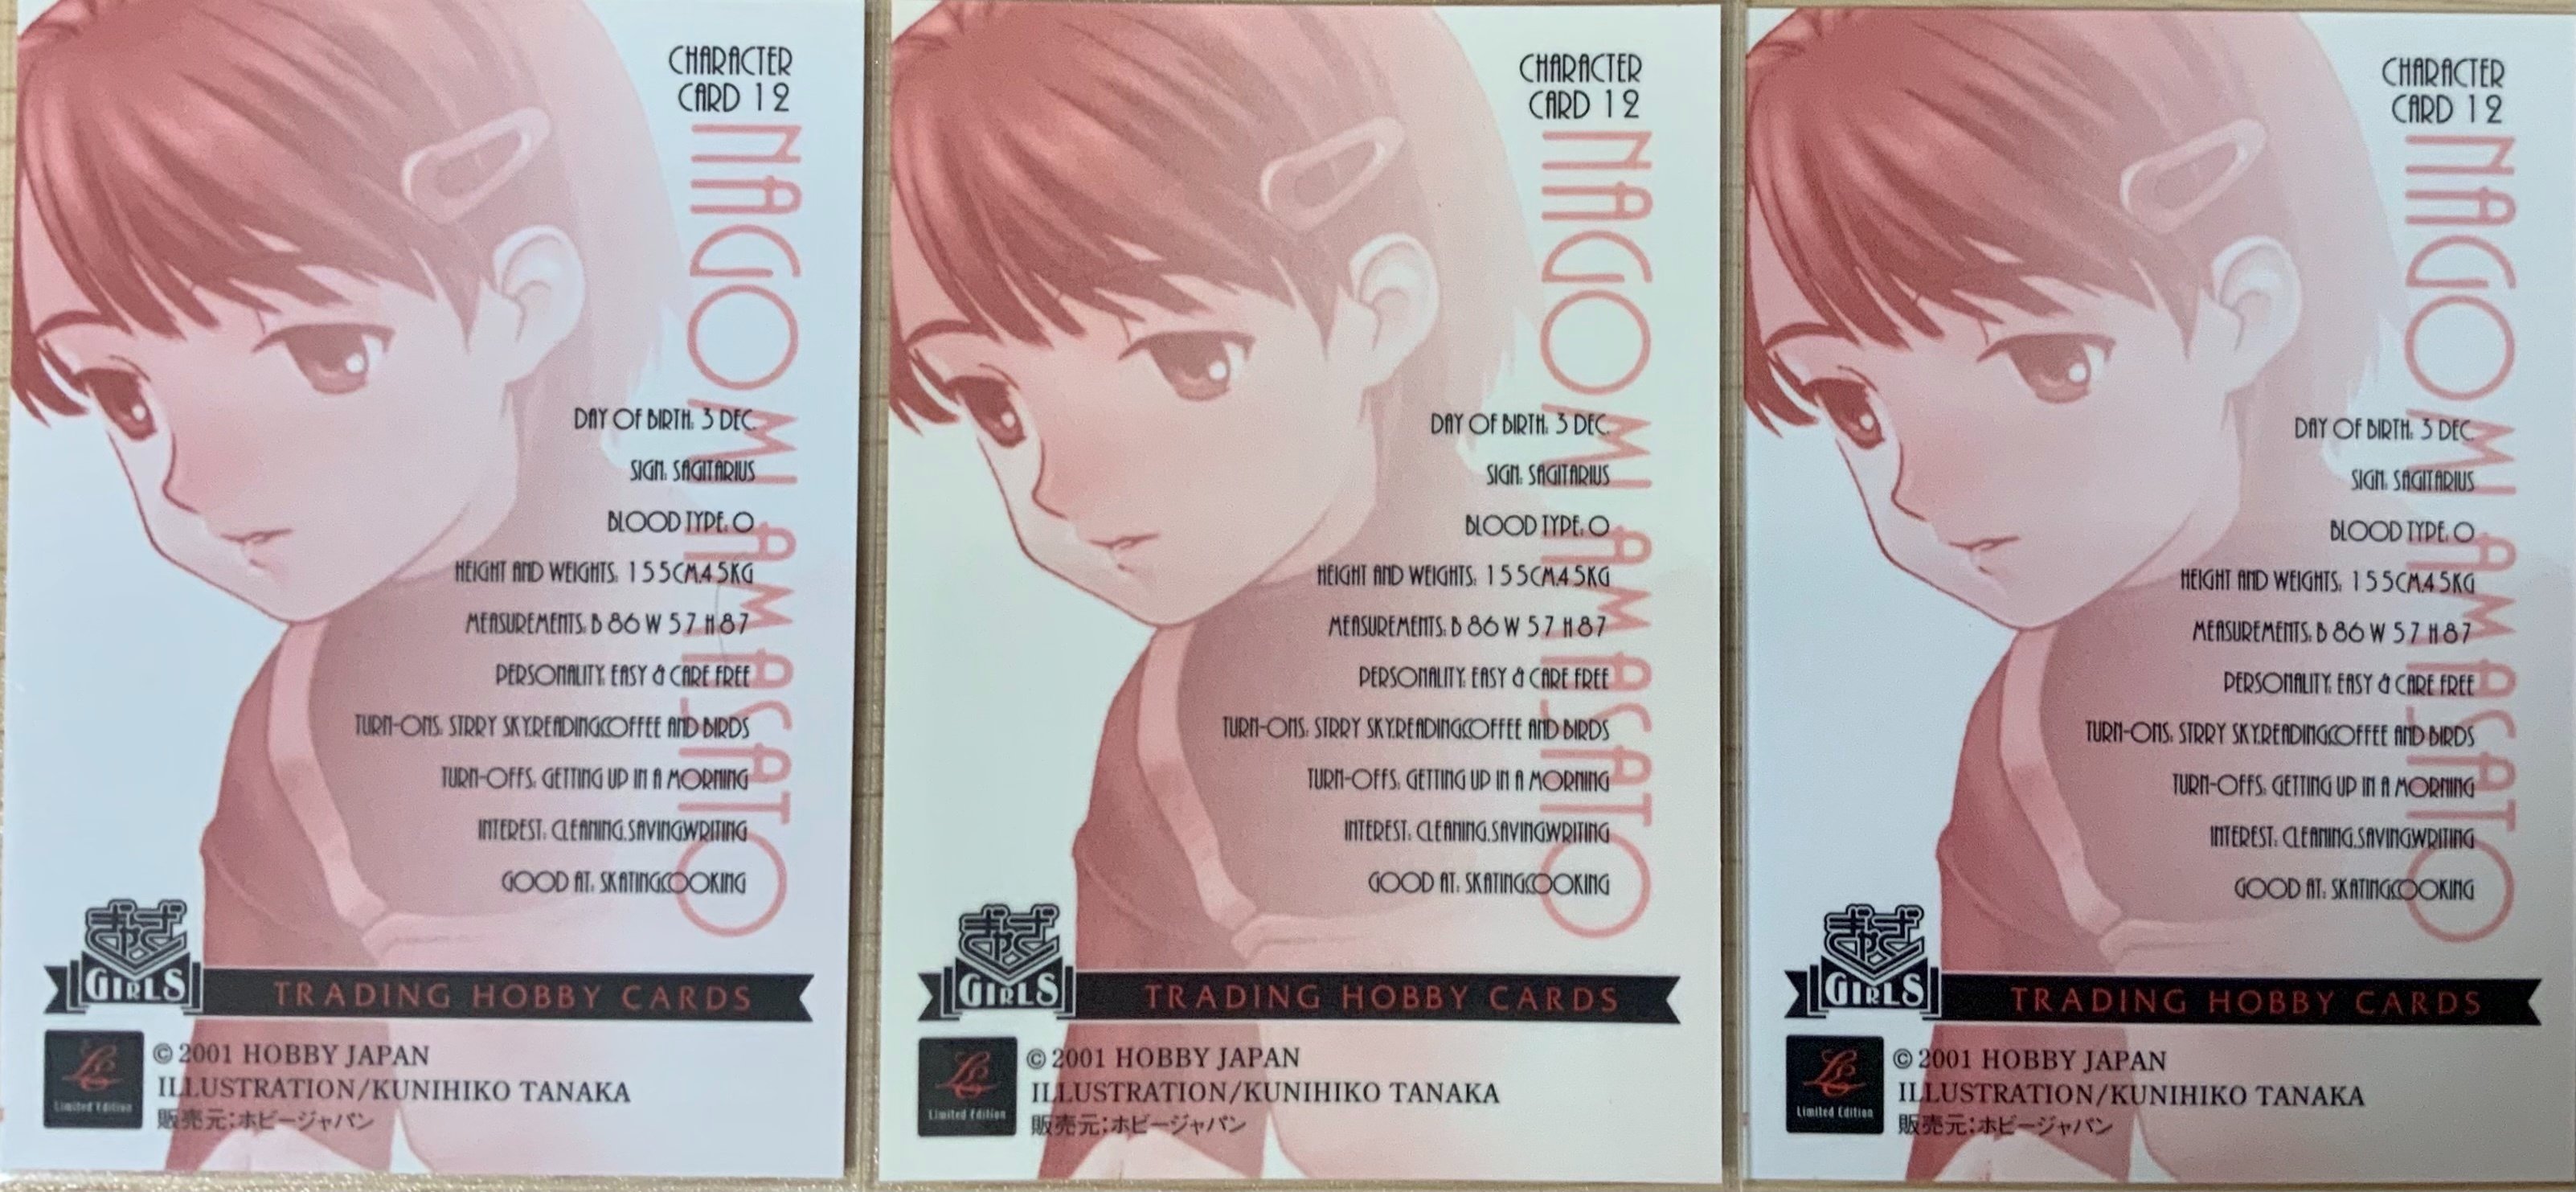 CHARACTER
CARD 12
NAGOMI AMASATO
DAY OF BIRTH: 3 DEC.
SIGN: SAGITARIUS
BLOOD TYPE: O
HEIGHT AND WEIGHTS: 155CM.45KG
MEASUREMENTS: B 86 W 57 H 87
PERSONALITY: EASY & CARE FREE
TURN-ONS: STRRY SKY.READING.COFFEE AND BIRDS
TURN-OFFS: GETTING UP IN A MORNING
INTEREST: CLEANING.SAVING.WRITING
GOOD AT: SKATING.COOKING
ぎゃざ
GIRLS
TRADING HOBBY CARDS
Limited Edition
© 2001 HOBBY JAPAN
ILLUSTRATION/KUNIHIKO TANAKA
販売元:ホビージャパン
CHARACTER
CARD 12
NAGOMI AMASATO
DAY OF BIRTH: 3 DEC.
SIGN: SAGITARIUS
BLOOD TYPE: O
HEIGHT AND WEIGHTS: 155CM.45KG
MEASUREMENTS: B 86 W 57 H 87
PERSONALITY: EASY & CARE FREE
TURN-ONS: STRRY SKY.READING.COFFEE AND BIRDS
TURN-OFFS: GETTING UP IN A MORNING
INTEREST: CLEANING.SAVING.WRITING
GOOD AT: SKATING.COOKING
ぎゃざ
GIRLS
TRADING HOBBY CARDS
Limited Edition
© 2001 HOBBY JAPAN
ILLUSTRATION/KUNIHIKO TANAKA
販売元:ホビージャパン
CHARACTER
CARD 12
NAGOMI AMASATO
DAY OF BIRTH: 3 DEC.
SIGN: SAGITARIUS
BLOOD TYPE: O
HEIGHT AND WEIGHTS: 155CM.45KG
MEASUREMENTS: B 86 W 57 H 87
PERSONALITY: EASY & CARE FREE
TURN-ONS: STRRY SKY.READING.COFFEE AND BIRDS
TURN-OFFS: GETTING UP IN A MORNING
INTEREST: CLEANING.SAVING.WRITING
GOOD AT: SKATING.COOKING
ぎゃざ
GIRLS
TRADING HOBBY CARDS
Limited Edition
© 2001 HOBBY JAPAN
ILLUSTRATION/KUNIHIKO TANAKA
販売元:ホビージャパン